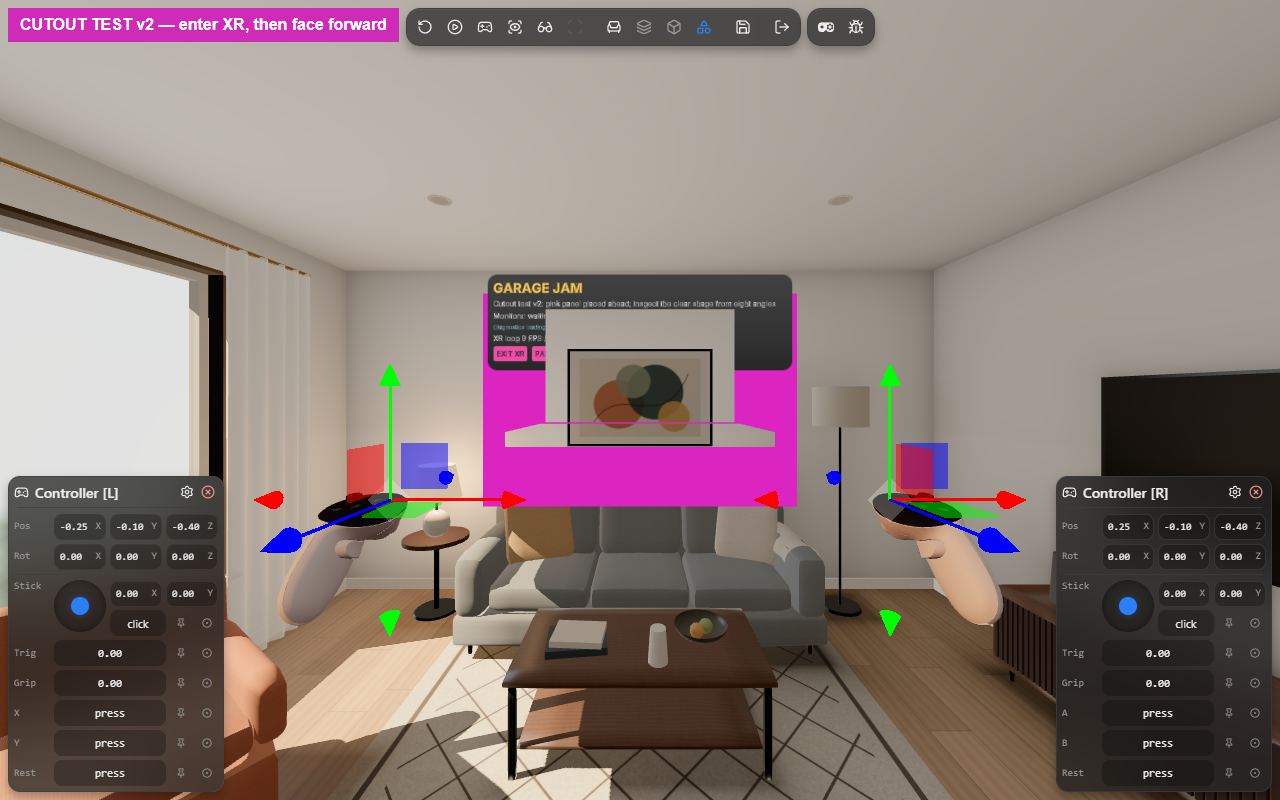 CUTOUT TEST v2 — enter XR, then face forward
GARAGE JAM
Cutout test v2: pink panel placed ahead; inspect the clear shape from eight angles
Monitors:
Diagnostics loading
XR loop 0 FPS
EXIT XR
Controller [L]
Pos -0.25 X -0.10 Y -0.40 Z
Rot 0.00 X 0.00 Y 0.00 Z
Stick 0.00 X 0.00 Y
click
Trig 0.00
Grip 0.00
X press
Y press
Rest press
Controller [R]
Pos 0.25 X -0.10 Y -0.40 Z
Rot 0.00 X 0.00 Y 0.00 Z
Stick 0.00 X 0.00 Y
click
Trig 0.00
Grip 0.00
A press
B press
Rest press